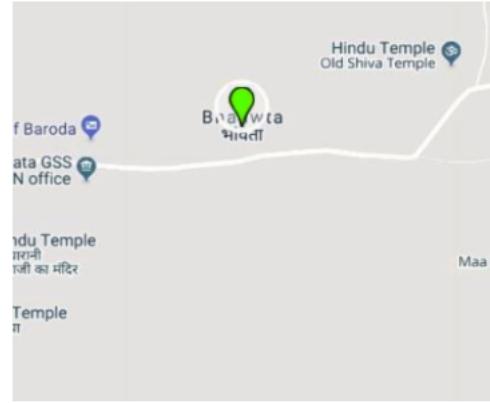 Hindu Temple
Old Shiva Temple
भावता
f Baroda
ata GSS
N office
ndu Temple
ारानी
ाजी का मंदिर
Temple
Maa